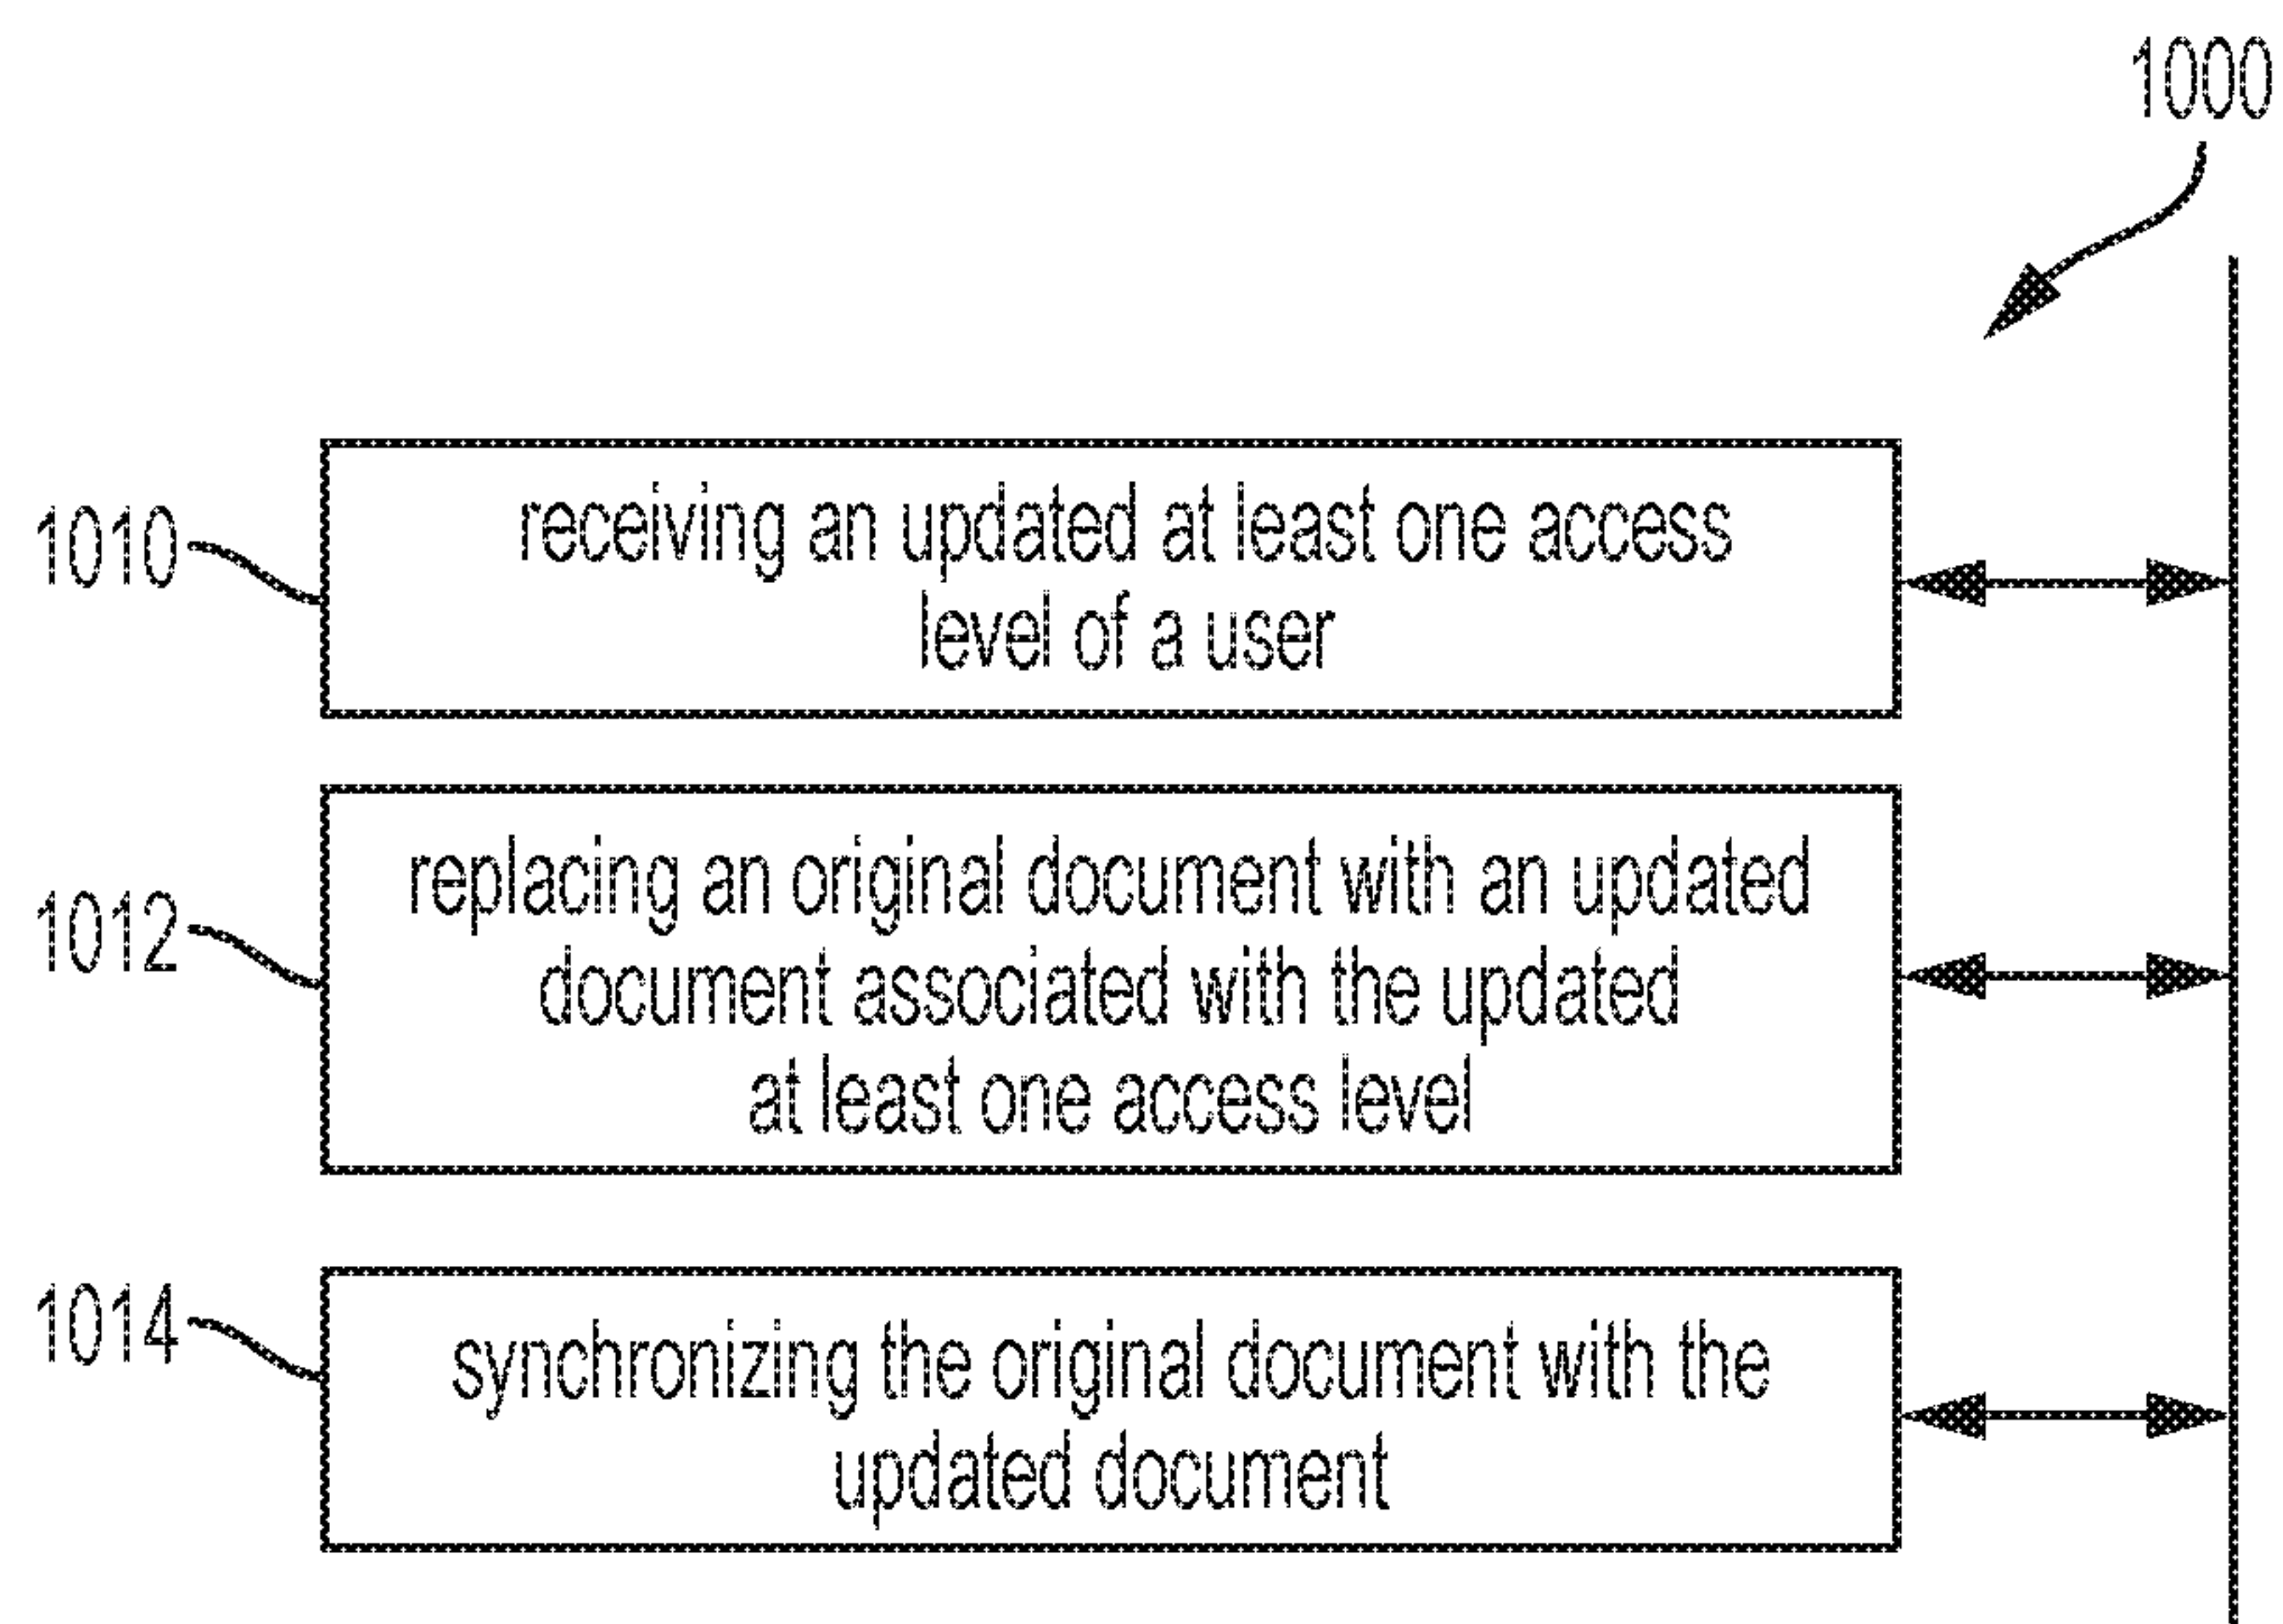 1000
1010
receiving an updated at least one access
level of a user
1012
replacing an original document with an updated
document associated with the updated
at least one access level
1014
synchronizing the original document with the
updated document